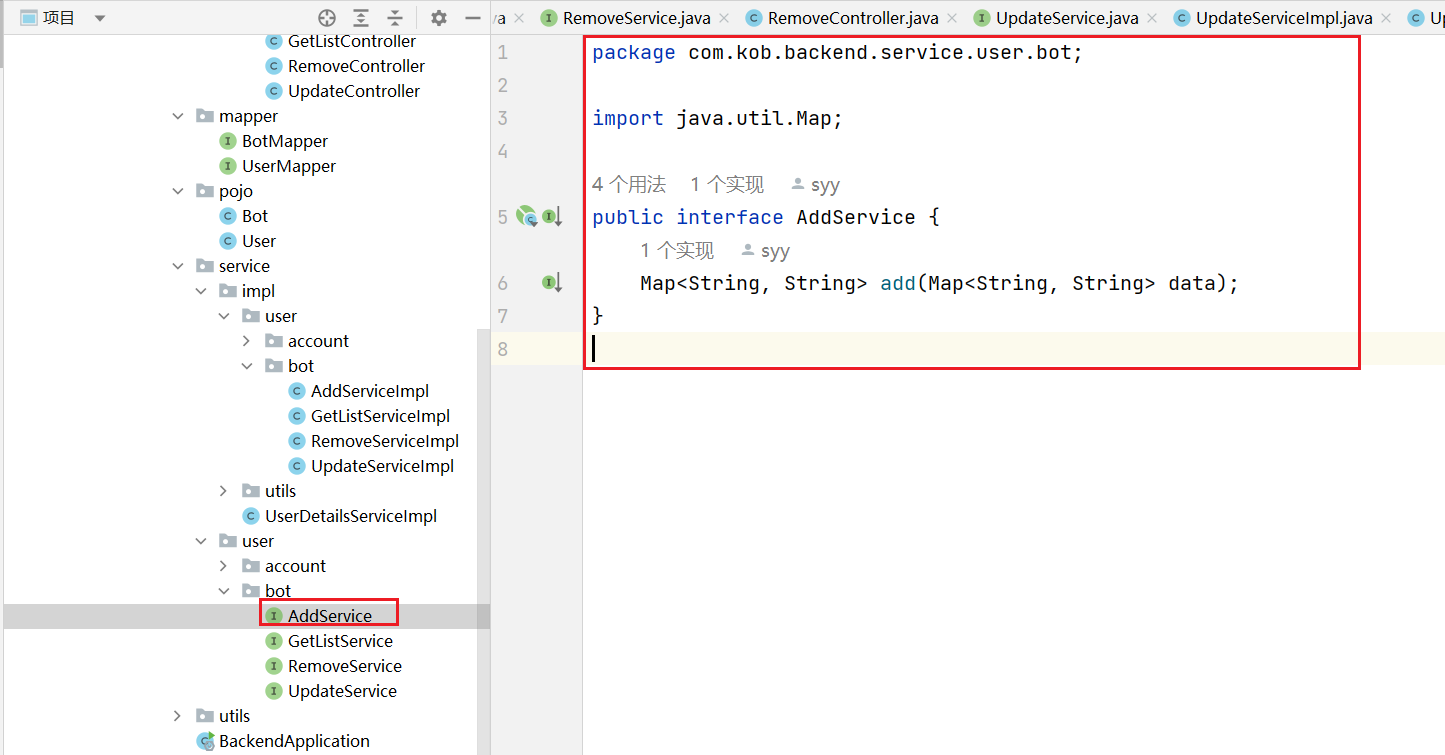 项目
va
RemoveService.java
RemoveController.java
UpdateService.java
UpdateServiceImpl.java
Up
GetListController
RemoveController
UpdateController
mapper
BotMapper
UserMapper
pojo
Bot
User
service
impl
user
account
bot
AddServiceImpl
GetListServiceImpl
RemoveServiceImpl
UpdateServiceImpl
utils
UserDetailsServiceImpl
user
account
bot
AddService
GetListService
RemoveService
UpdateService
utils
BackendApplication
1 package com.kob.backend.service.user.bot;
2
3 import java.util.Map;
4
4 个用法 1 个实现 syy
5 public interface AddService {
1 个实现 syy
6 Map<String, String> add(Map<String, String> data);
7 }
8